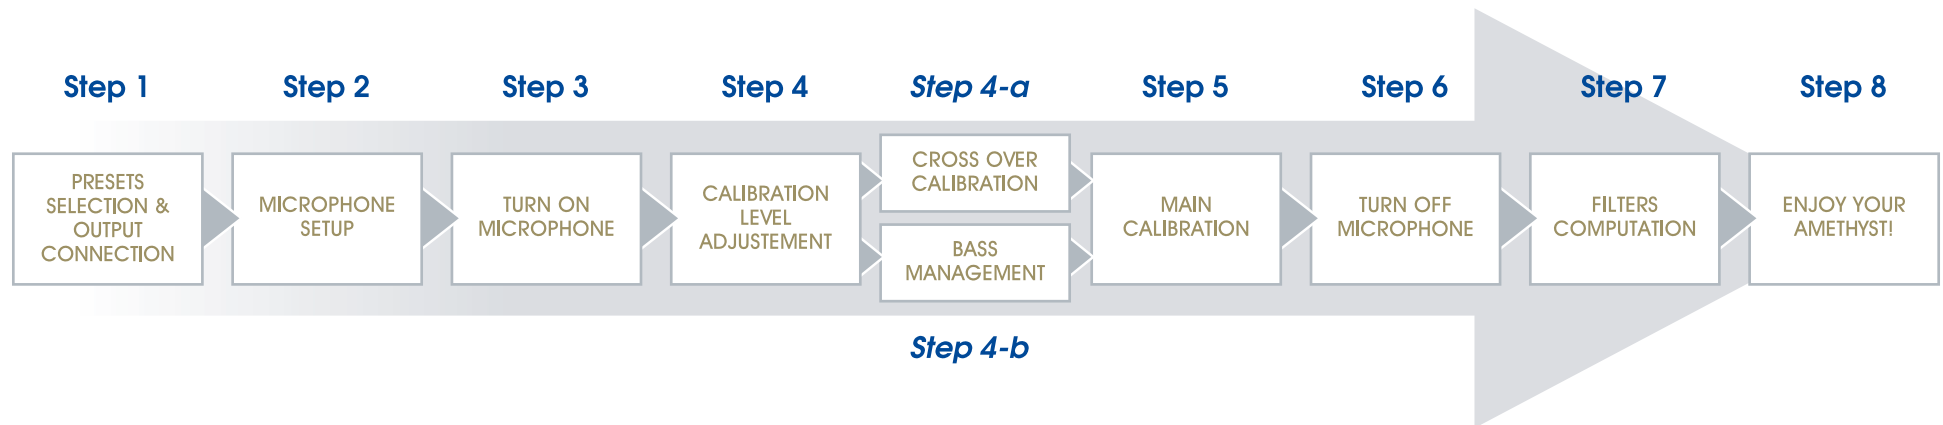 Step 1
PRESETS
SELECTION &
OUTPUT
CONNECTION
Step 2
MICROPHONE
SETUP
Step 3
TURN ON
MICROPHONE
Step 4
CALIBRATION
LEVEL
ADJUSTEMENT
Step 4-a
CROSS OVER
CALIBRATION
BASS
MANAGEMENT
Step 4-b
Step 5
MAIN
CALIBRATION
Step 6
TURN OFF
MICROPHONE
Step 7
FILTERS
COMPUTATION
Step 8
ENJOY YOUR
AMETHYST!